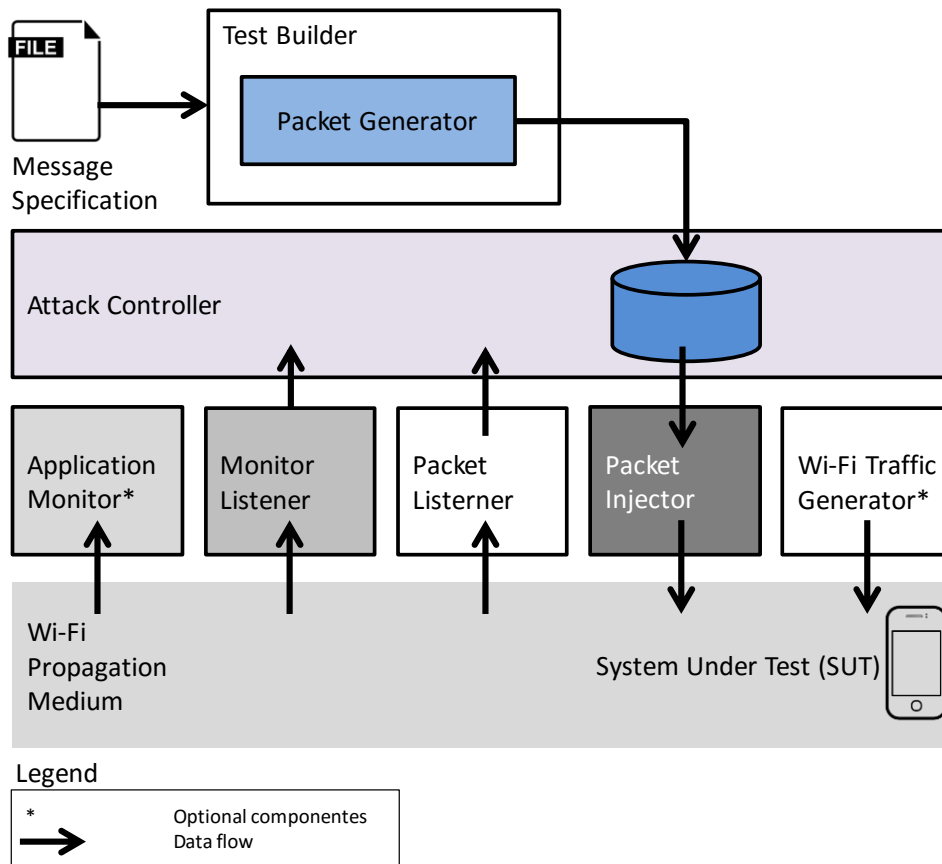 FILE
Message
Specification
Test Builder
Packet Generator
Attack Controller
Application
Monitor*
Monitor
Listener
Packet
Listerner
Packet
Injector
Wi-Fi Traffic
Generator*
Wi-Fi
Propagation
Medium
System Under Test (SUT)
Legend
* Optional componentes
Data flow